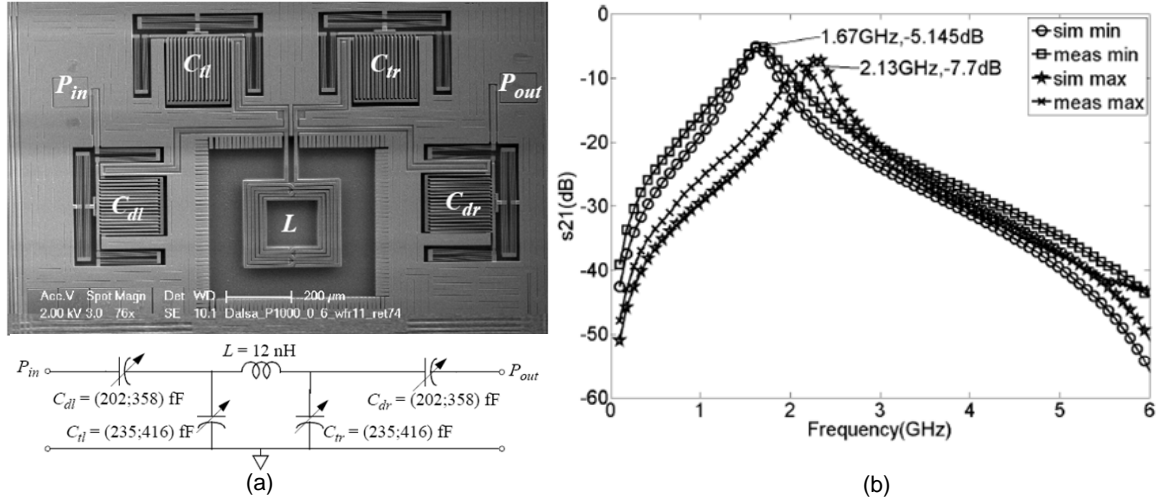 C_tl C_tr
P_in P_out
C_dl L C_dr
Acc.V Spot Magn Det WD 200 μm
2.00 kV 3.0 76x SE 10.1 Dalsa_P1000_0_6_wfr11_ret74
L = 12 nH
P_in P_out
C_dl = (202;358) fF C_dr = (202;358) fF
C_tl = (235;416) fF C_tr = (235;416) fF
(a)
0
-10
-20
-30
-40
-50
-60
s21(dB)
1.67GHz,-5.145dB
2.13GHz,-7.7dB
sim min
meas min
sim max
meas max
0 1 2 3 4 5 6
Frequency(GHz)
(b)